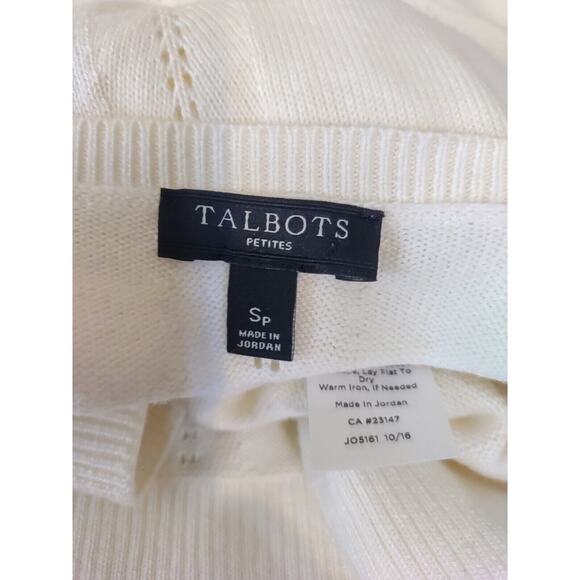 TALBOTS
PETITES
Sp
MADE IN
JORDAN
Lay Flat To
Dry
Warm Iron, If Needed
Made In Jordan
CA #23147
JO5161 10/16